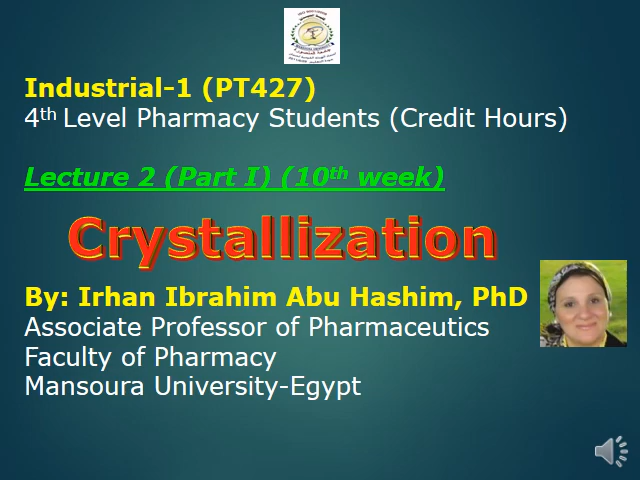 Industrial-1 (PT427)
4th Level Pharmacy Students (Credit Hours)
Lecture 2 (Part I) (10th week)
Crystallization
By: Irhan Ibrahim Abu Hashim, PhD
Associate Professor of Pharmaceutics
Faculty of Pharmacy
Mansoura University-Egypt